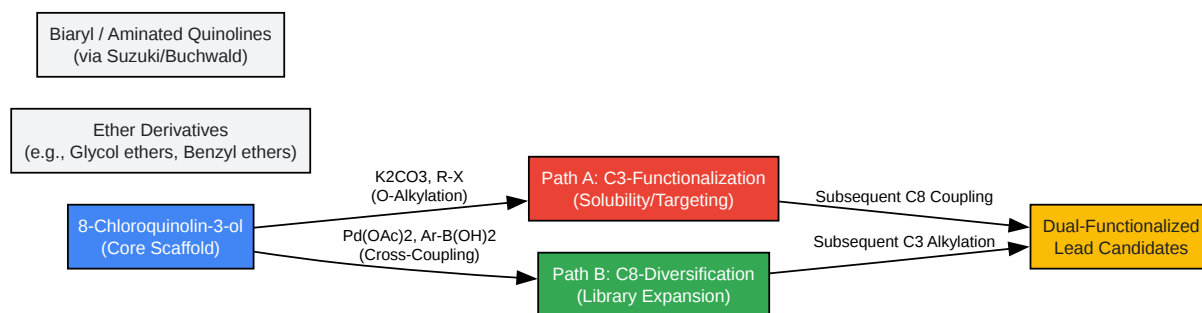 Biaryl / Aminated Quinolines
(via Suzuki/Buchwald)
Ether Derivatives
(e.g., Glycol ethers, Benzyl ethers)
8-Chloroquinolin-3-ol
(Core Scaffold)
K2CO3, R-X
(O-Alkylation)
Pd(OAc)2, Ar-B(OH)2
(Cross-Coupling)
Path A: C3-Functionalization
(Solubility/Targeting)
Path B: C8-Diversification
(Library Expansion)
Subsequent C8 Coupling
Subsequent C3 Alkylation
Dual-Functionalized
Lead Candidates